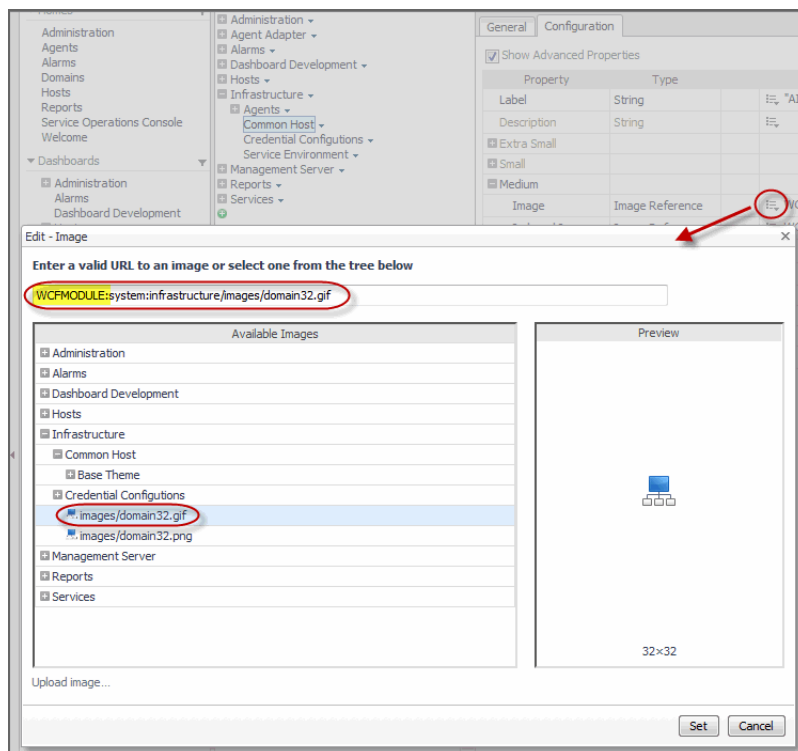 Homes
Administration
Agents
Alarms
Domains
Hosts
Reports
Service Operations Console
Welcome
Dashboards
Administration
Alarms
Dashboard Development
Administration
Agent Adapter
Alarms
Dashboard Development
Hosts
Infrastructure
Agents
Common Host
Credential Configutions
Service Environment
Management Server
Reports
Services
General Configuration
Show Advanced Properties
Property Type
Label String
Description String
Extra Small
Small
Medium
Image Image Reference
Edit - Image
Enter a valid URL to an image or select one from the tree below
WCFMODULE:system:infrastructure/images/domain32.gif
Available Images
Administration
Alarms
Dashboard Development
Hosts
Infrastructure
Common Host
Base Theme
Credential Configutions
images/domain32.gif
images/domain32.png
Management Server
Reports
Services
Preview
32×32
Upload image...
Set Cancel